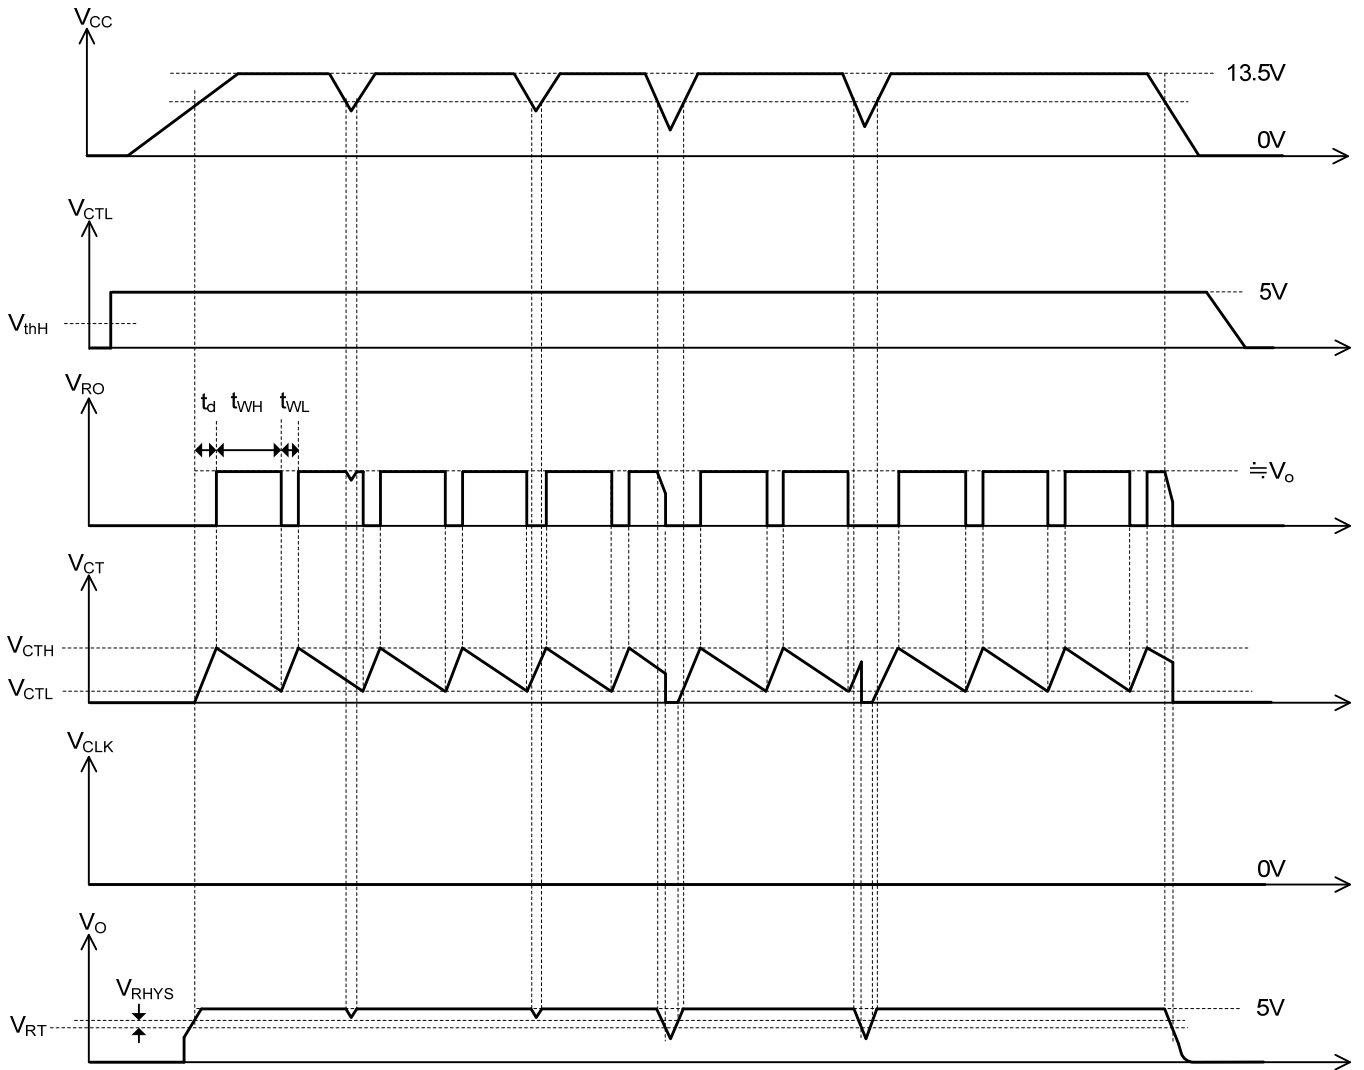 VCC
13.5V
0V
VCTL
5V
VthH
VRO
td tWH tWL
≒Vo
VCT
VCTH
VCTL
VCLK
0V
VO
VRHYS
5V
VRT